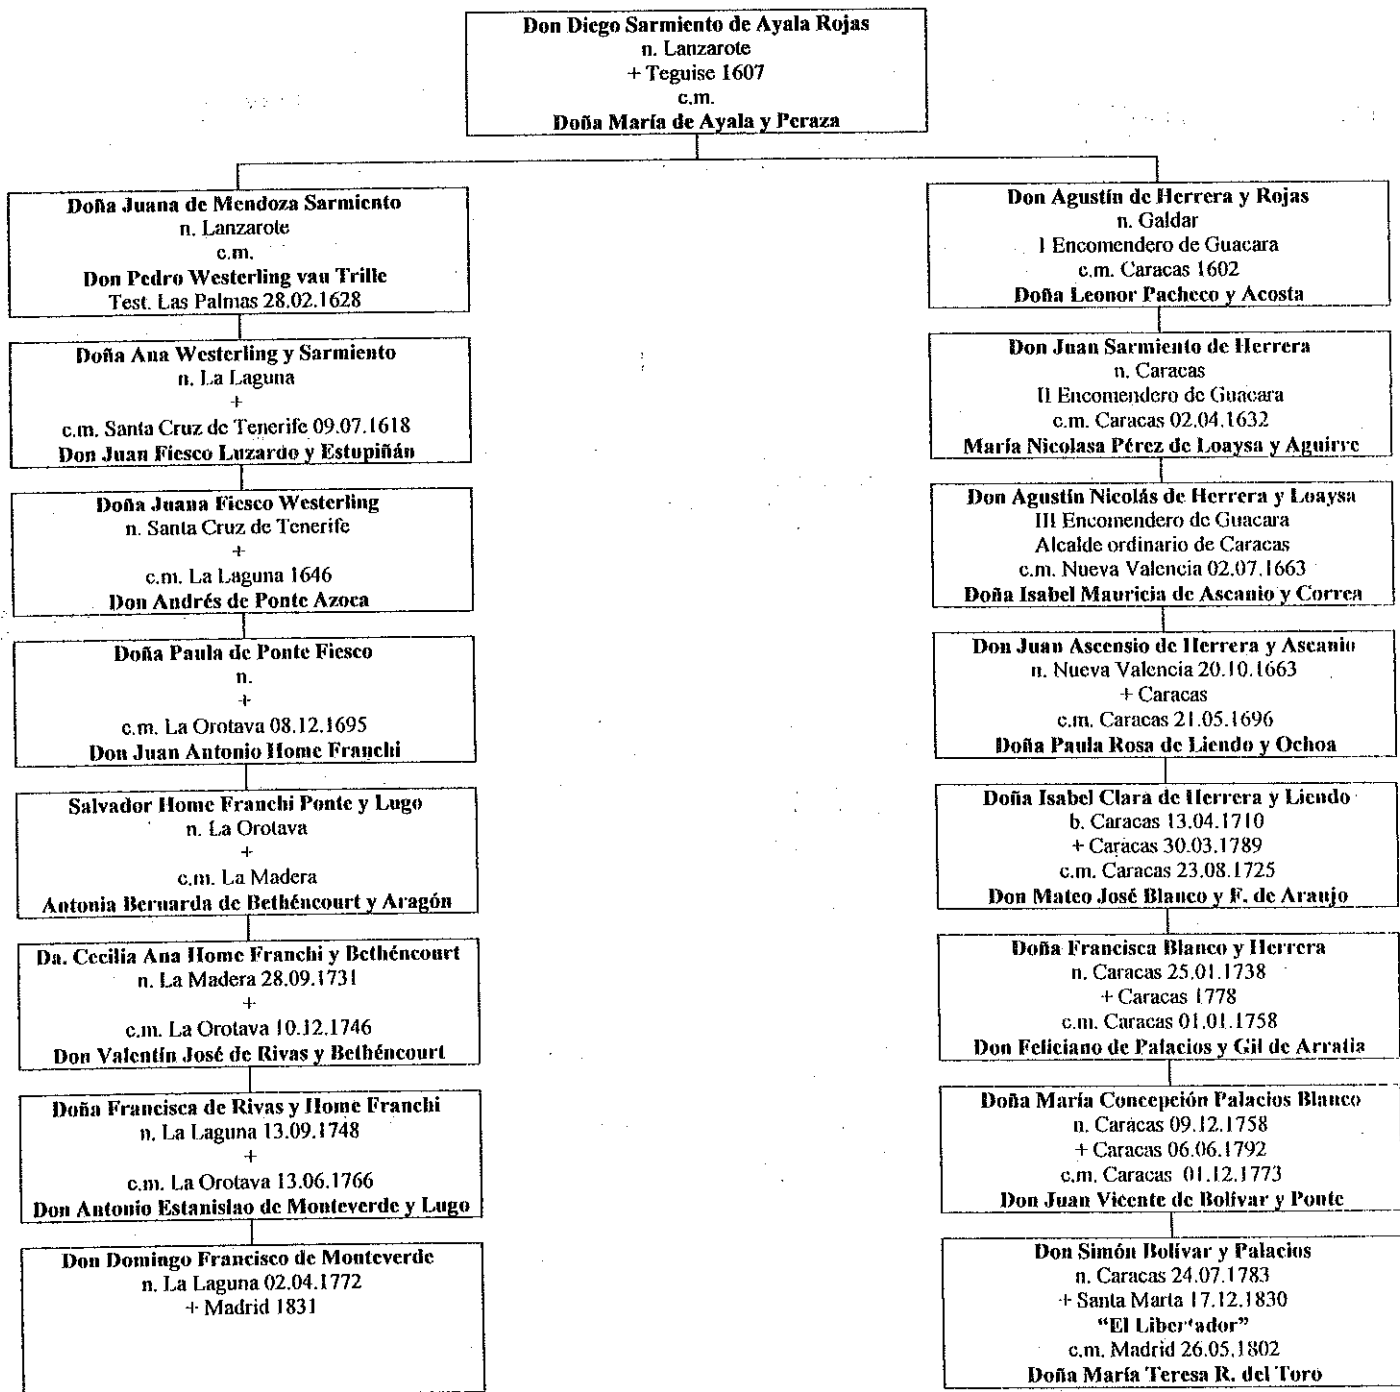 Don Diego Sarmiento de Ayala Rojas
n. Lanzarote
+ Teguise 1607
c.m.
Doña María de Ayala y Peraza
Doña Juana de Mendoza Sarmiento
n. Lanzarote
c.m.
Don Pedro Westerling van Trille
Test. Las Palmas 28.02.1628
Doña Ana Westerling y Sarmiento
n. La Laguna
+
c.m. Santa Cruz de Tenerife 09.07.1618
Don Juan Fiesco Luzardo y Estupiñán
Doña Juana Fiesco Westerling
n. Santa Cruz de Tenerife
+
c.m. La Laguna 1646
Don Andrés de Ponte Azoca
Doña Paula de Ponte Fiesco
n.
+
c.m. La Orotava 08.12.1695
Don Juan Antonio Home Franchi
Salvador Home Franchi Ponte y Lugo
n. La Orotava
+
c.m. La Madera
Antonia Bernarda de Bethéncourt y Aragón
Da. Cecilia Ana Home Franchi y Bethéncourt
n. La Madera 28.09.1731
+
c.m. La Orotava 10.12.1746
Don Valentín José de Rivas y Bethéncourt
Doña Francisca de Rivas y Home Franchi
n. La Laguna 13.09.1748
+
c.m. La Orotava 13.06.1766
Don Antonio Estanislao de Monteverde y Lugo
Don Domingo Francisco de Monteverde
n. La Laguna 02.04.1772
+ Madrid 1831
Don Agustín de Herrera y Rojas
n. Galdar
I Encomendero de Guacara
c.m. Caracas 1602
Doña Leonor Pacheco y Acosta
Don Juan Sarmiento de Herrera
n. Caracas
II Encomendero de Guacara
c.m. Caracas 02.04.1632
María Nicolasa Pérez de Loaysa y Aguirre
Don Agustín Nicolás de Herrera y Loaysa
III Encomendero de Guacara
Alcalde ordinario de Caracas
c.m. Nueva Valencia 02.07.1663
Doña Isabel Mauricia de Ascanio y Correa
Don Juan Ascensio de Herrera y Ascanio
n. Nueva Valencia 20.10.1663
+ Caracas
c.m. Caracas 21.05.1696
Doña Paula Rosa de Liendo y Ochoa
Doña Isabel Clara de Herrera y Liendo
b. Caracas 13.04.1710
+ Caracas 30.03.1789
c.m. Caracas 23.08.1725
Don Mateo José Blanco y F. de Araujo
Doña Francisca Blanco y Herrera
n. Caracas 25.01.1738
+ Caracas 1778
c.m. Caracas 01.01.1758
Don Feliciano de Palacios y Gil de Arratia
Doña María Concepción Palacios Blanco
n. Caracas 09.12.1758
+ Caracas 06.06.1792
c.m. Caracas 01.12.1773
Don Juan Vicente de Bolívar y Ponte
Don Simón Bolívar y Palacios
n. Caracas 24.07.1783
+ Santa Marta 17.12.1830
"El Libertador"
c.m. Madrid 26.05.1802
Doña María Teresa R. del Toro